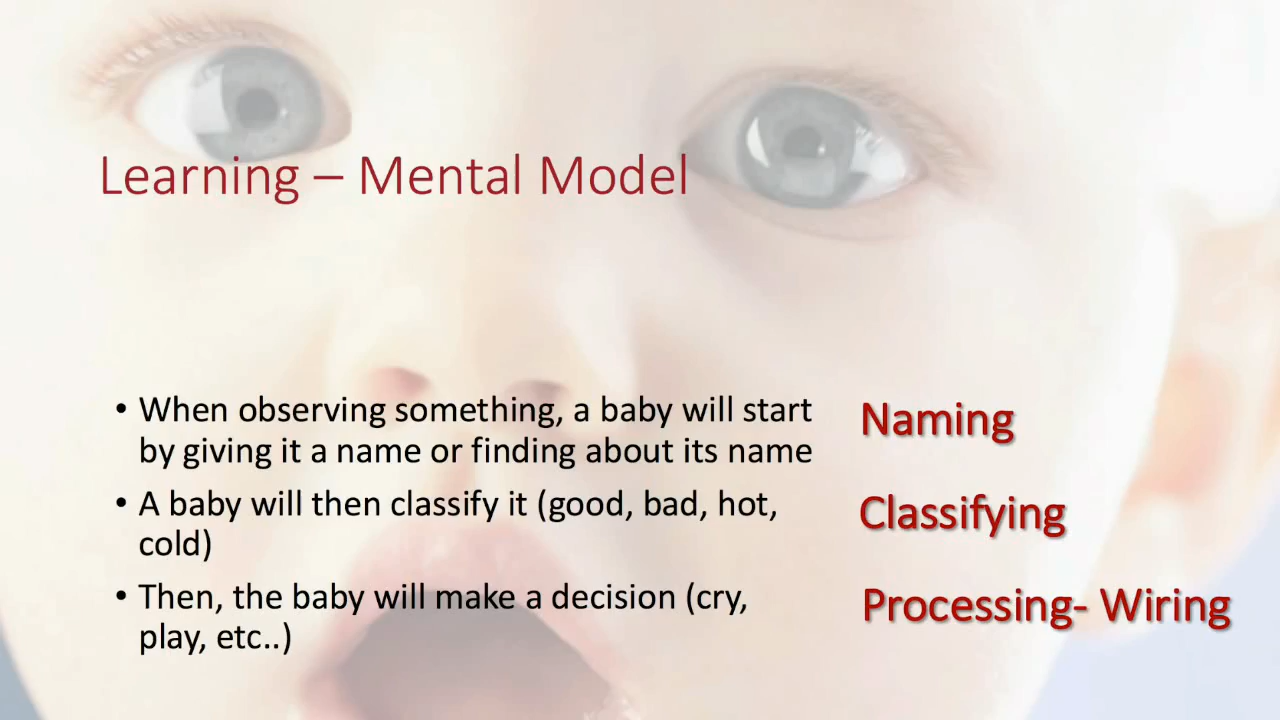 Learning – Mental Model
• When observing something, a baby will start
by giving it a name or finding about its name
Naming
• A baby will then classify it (good, bad, hot,
cold)
Classifying
• Then, the baby will make a decision (cry,
play, etc..)
Processing- Wiring